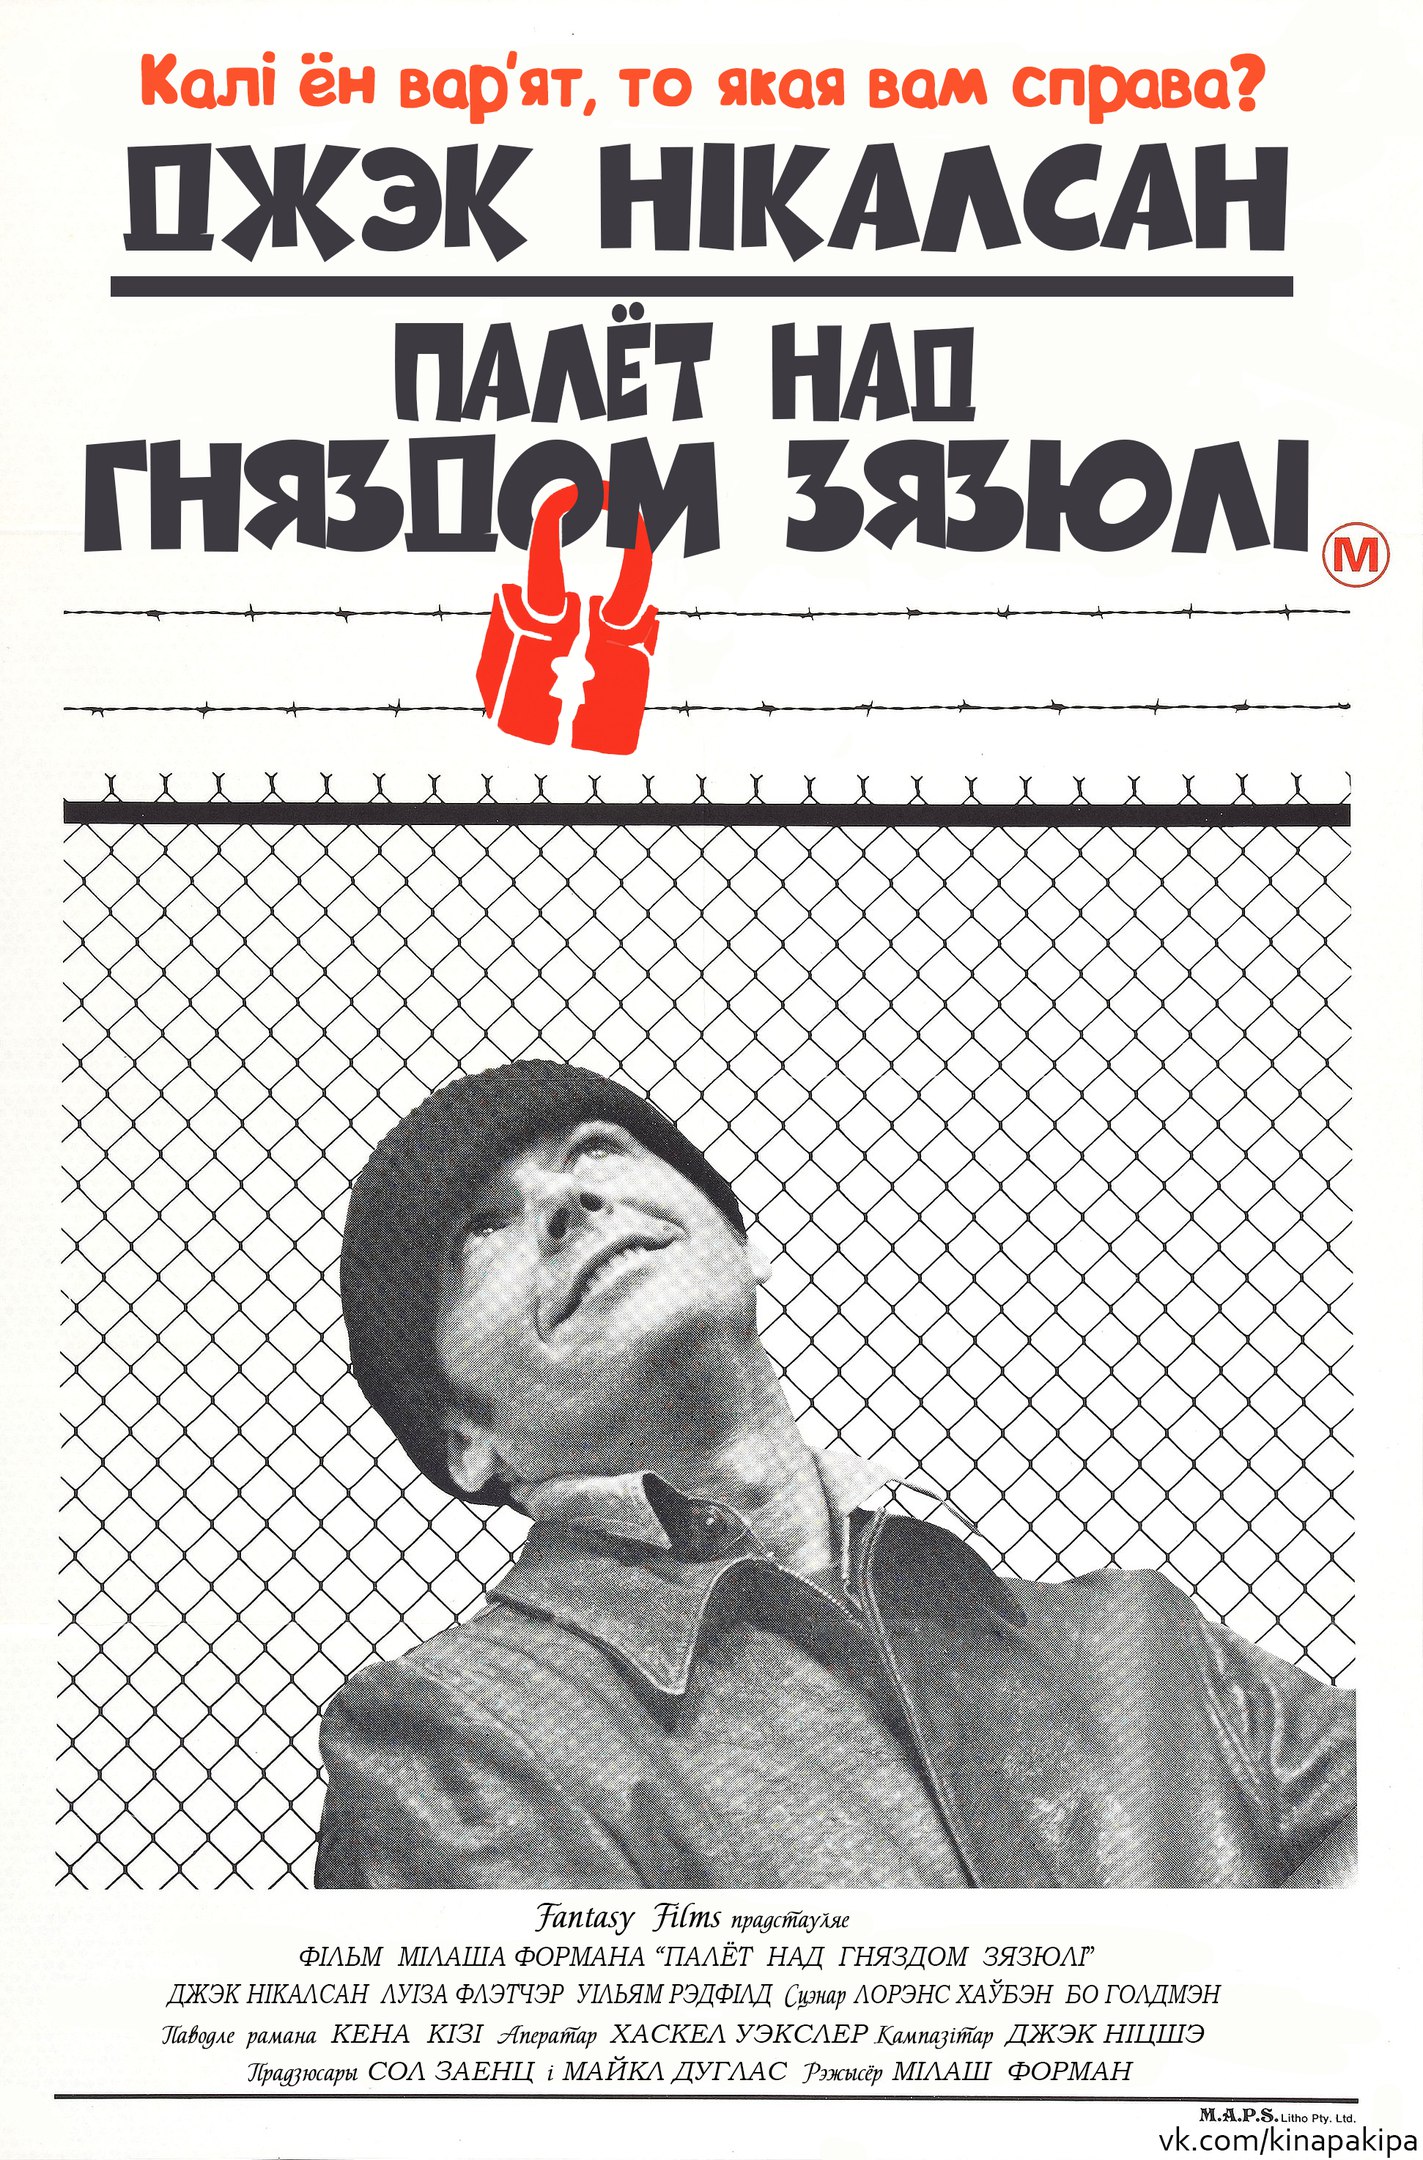 Калі ён вар'ят, то якая вам справа?
ДЖЭК НІКАЛСАН
ПАЛЁТ НАД
ГНЯЗДОМ ЗЯЗЮЛІ
M
Fantasy Films прадстаўляе
ФІЛЬМ МІЛАША ФОРМАНА “ПАЛЁТ НАД ГНЯЗДОМ ЗЯЗЮЛІ”
ДЖЭК НІКАЛСАН ЛУІЗА ФЛЭТЧЭР УІЛЬЯМ РЭДФІЛД Сцэнар ЛОРЭНС ХАЎБЭН БО ГОЛДМЭН
Паводле рамана КЕНА КІЗІ Аператар ХАСКЕЛ УЭКСЛЕР Кампазітар ДЖЭК НІЦШЭ
Прадзюсары СОЛ ЗАЕНЦ і МАЙКЛ ДУГЛАС Рэжысёр МІЛАШ ФОРМАН
M.A.P.S. Litho Pty. Ltd.
vk.com/kinapakipa